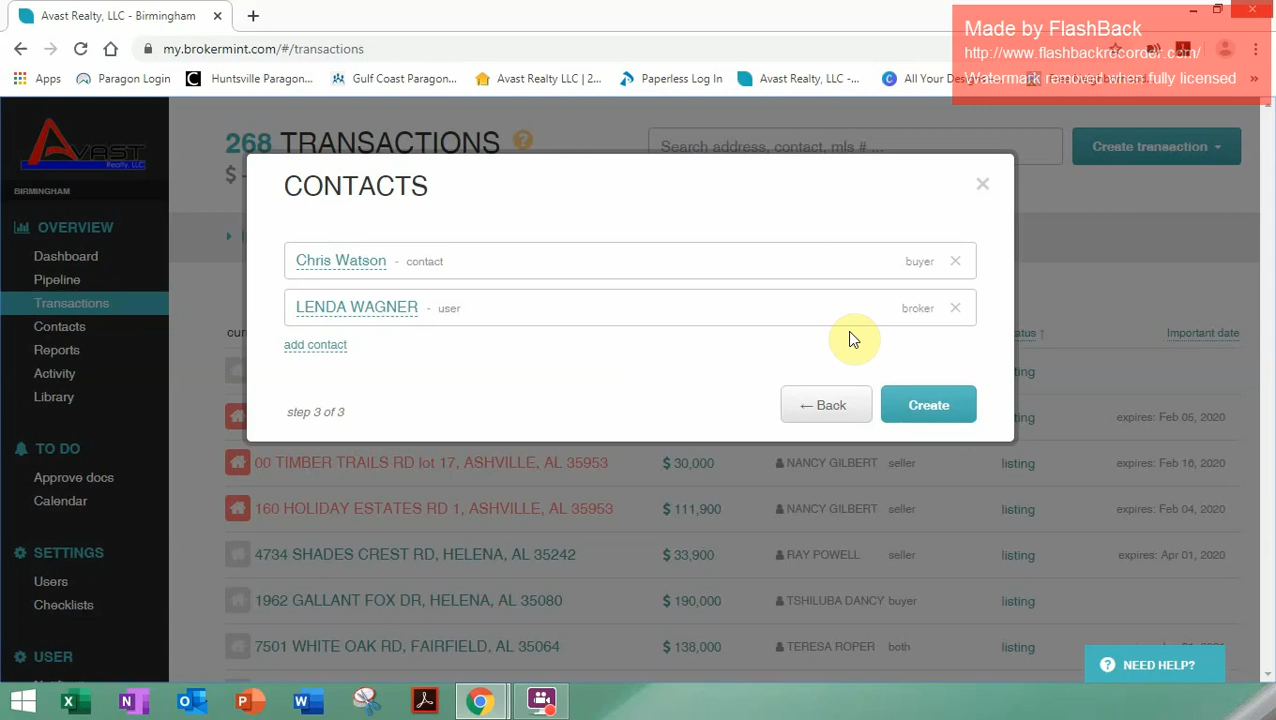 Avast Realty, LLC - Birmingham
Made by FlashBack
http://www.flashbackrecorder.com/
Watermark removed when fully licensed
my.brokermint.com/#/transactions
Apps
Paragon Login
Huntsville Paragon...
Gulf Coast Paragon...
Avast Realty LLC | 2...
Paperless Log In
Avast Realty, LLC -...
All Your Desig
AVAST
Realty, LLC
BIRMINGHAM
268 TRANSACTIONS
Search address, contact, mls # ...
Create transaction
$ -
OVERVIEW
Dashboard
Pipeline
Transactions
Contacts
Reports
Activity
Library
TO DO
Approve docs
Calendar
SETTINGS
Users
Checklists
USER
CONTACTS
Chris Watson - contact
buyer
LENDA WAGNER - user
broker
add contact
step 3 of 3
← Back
Create
Important date
expires: Feb 05, 2020
00 TIMBER TRAILS RD lot 17, ASHVILLE, AL 35953 $ 30,000 NANCY GILBERT seller listing expires: Feb 16, 2020
160 HOLIDAY ESTATES RD 1, ASHVILLE, AL 35953 $ 111,900 NANCY GILBERT seller listing expires: Feb 04, 2020
4734 SHADES CREST RD, HELENA, AL 35242 $ 33,900 RAY POWELL seller listing expires: Apr 01, 2020
1962 GALLANT FOX DR, HELENA, AL 35080 $ 190,000 TSHILUBA DANCY buyer listing
7501 WHITE OAK RD, FAIRFIELD, AL 35064 $ 138,000 TERESA ROPER both listing
NEED HELP?